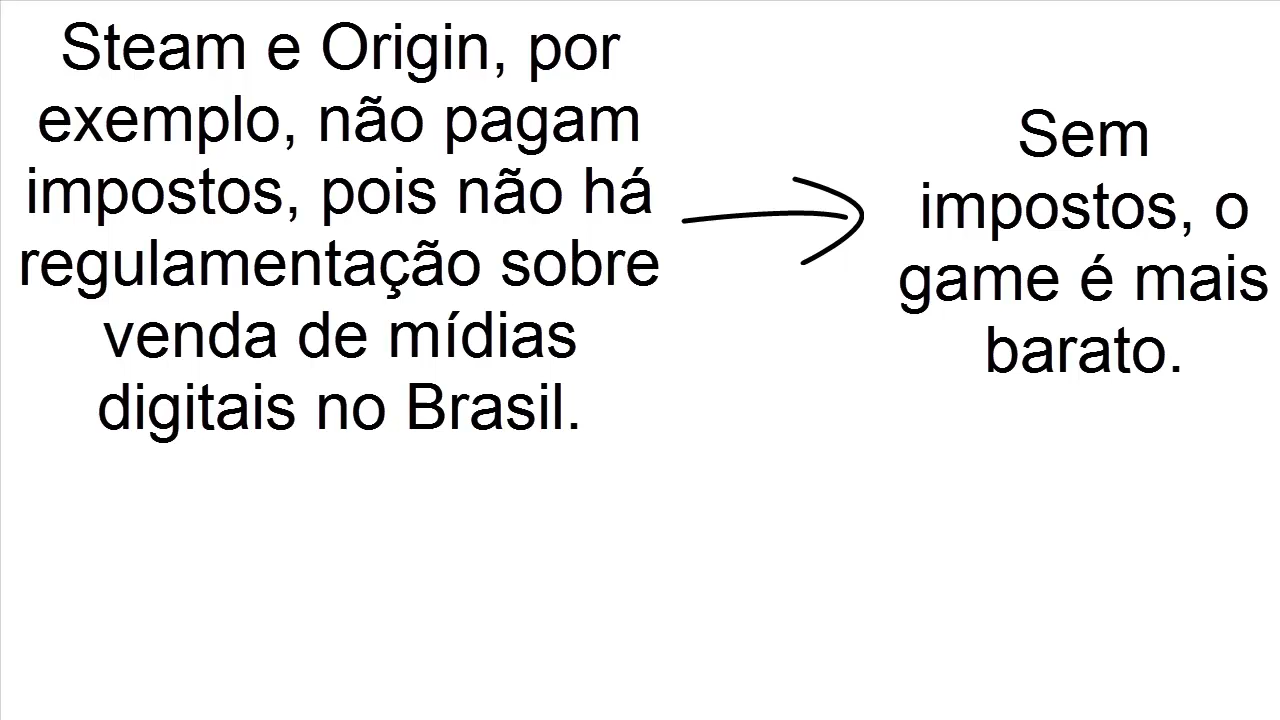 Steam e Origin, por
exemplo, não pagam
impostos, pois não há
regulamentação sobre
venda de mídias
digitais no Brasil.
Sem
impostos, o
game é mais
barato.